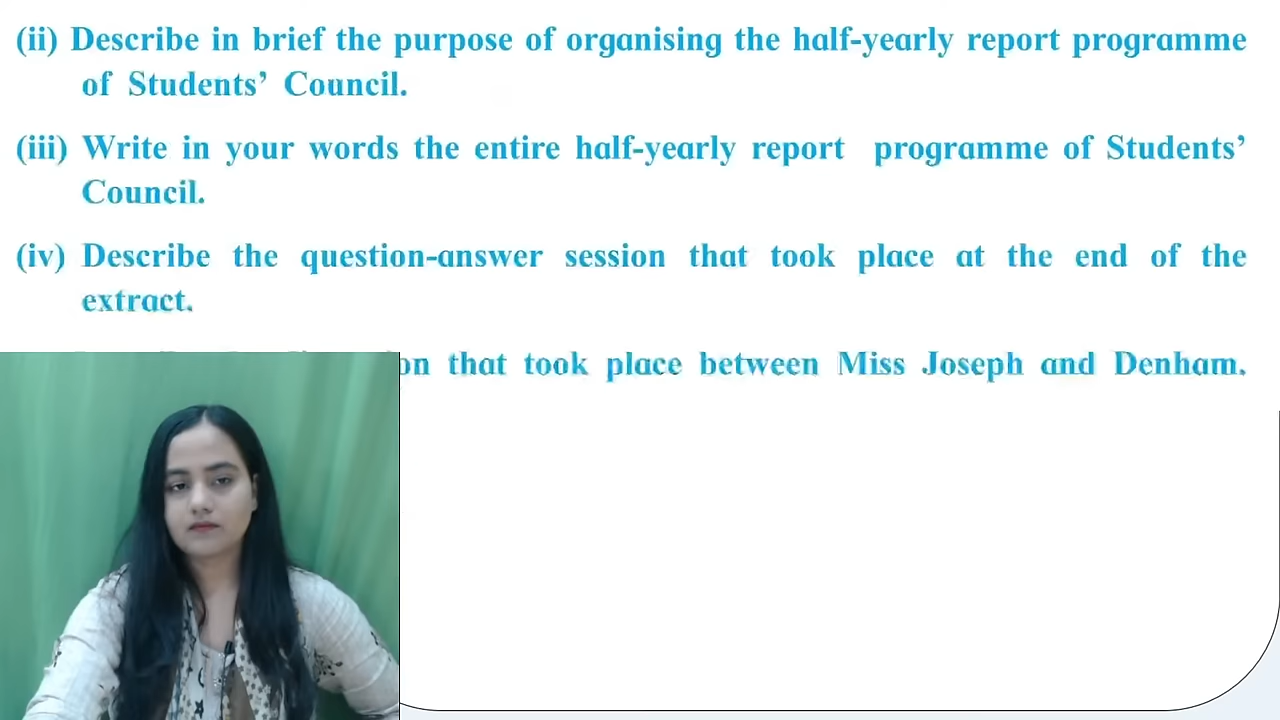 (ii) Describe in brief the purpose of organising the half-yearly report programme
of Students’ Council.
(iii) Write in your words the entire half-yearly report programme of Students’
Council.
(iv) Describe the question-answer session that took place at the end of the
extract.
that took place between Miss Joseph and Denham.